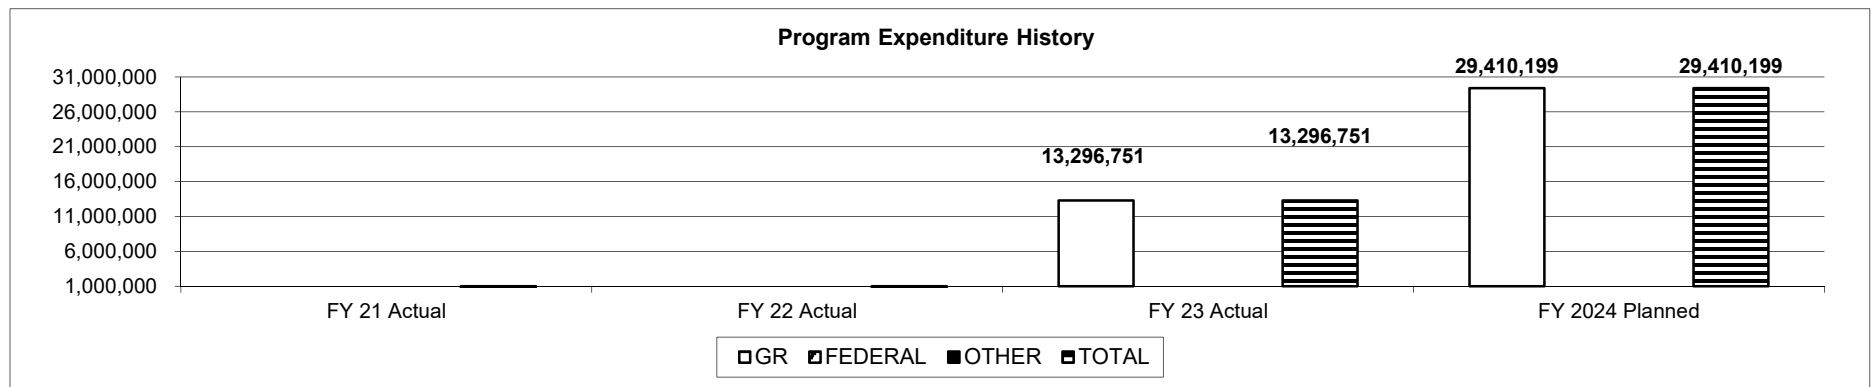 Program Expenditure History
31,000,000
26,000,000
21,000,000
16,000,000
11,000,000
6,000,000
1,000,000
13,296,751
13,296,751
29,410,199
29,410,199
FY 21 Actual
FY 22 Actual
FY 23 Actual
FY 2024 Planned
GR FEDERAL OTHER TOTAL